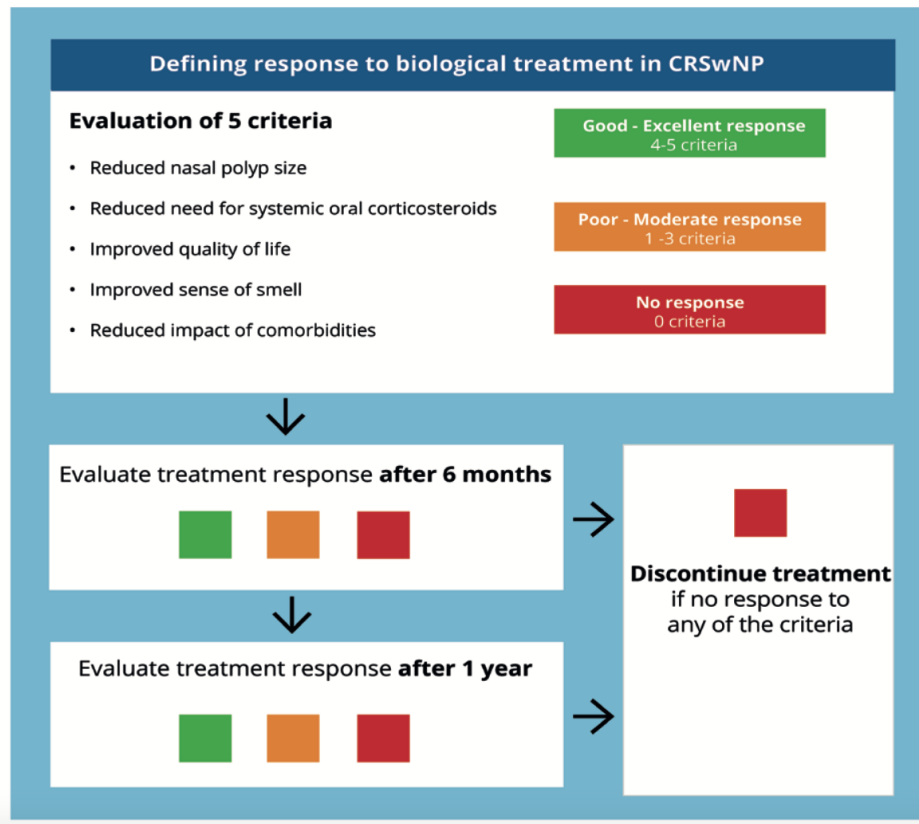 Defining response to biological treatment in CRSwNP
Evaluation of 5 criteria
• Reduced nasal polyp size
• Reduced need for systemic oral corticosteroids
• Improved quality of life
• Improved sense of smell
• Reduced impact of comorbidities
Good - Excellent response
4-5 criteria
Poor - Moderate response
1 -3 criteria
No response
0 criteria
Evaluate treatment response after 6 months
Evaluate treatment response after 1 year
Discontinue treatment
if no response to
any of the criteria